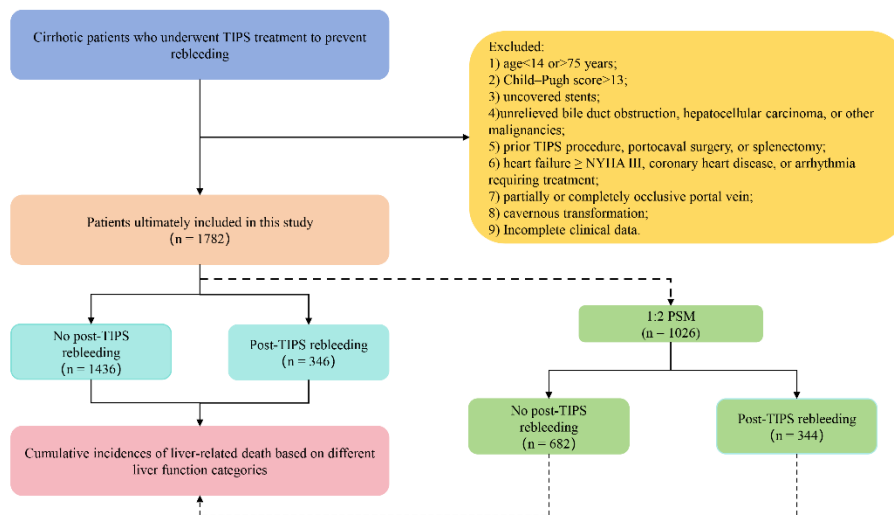 Cirrhotic patients who underwent TIPS treatment to prevent
rebleeding
Excluded:
1) age<14 or>75 years;
2) Child–Pugh score>13;
3) uncovered stents;
4)unrelieved bile duct obstruction, hepatocellular carcinoma, or other
malignancies;
5) prior TIPS procedure, portocaval surgery, or splenectomy;
6) heart failure ≥ NYHA III, coronary heart disease, or arrhythmia
requiring treatment;
7) partially or completely occlusive portal vein;
8) cavernous transformation;
9) Incomplete clinical data.
Patients ultimately included in this study
(n = 1782)
1:2 PSM
(n = 1026)
No post-TIPS
rebleeding
(n = 1436)
Post-TIPS rebleeding
(n = 346)
No post-TIPS
rebleeding
(n = 682)
Post-TIPS rebleeding
(n = 344)
Cumulative incidences of liver-related death based on different
liver function categories